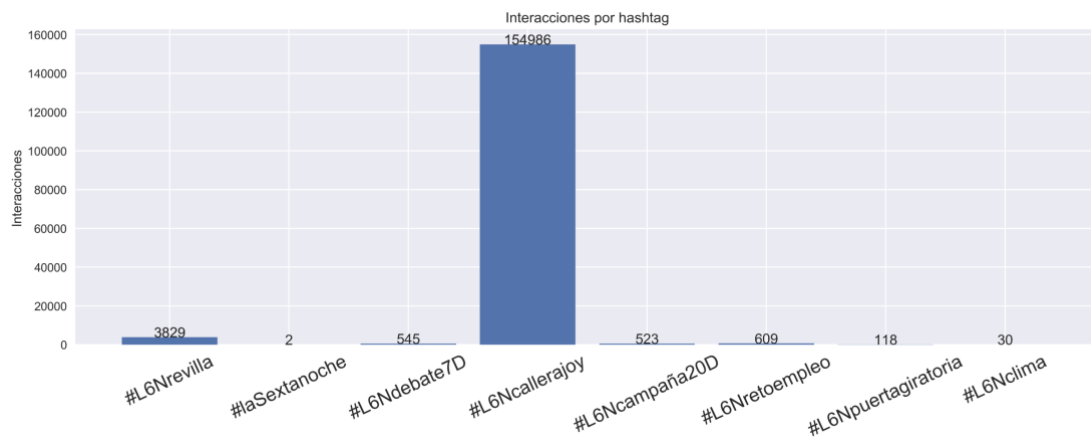 Interacciones por hashtag
160000
140000
120000
100000
80000
60000
40000
20000
0
Interacciones
3829
2
545
154986
523
609
118
30
#L6Nrevilla
#laSextanoche
#L6Ndebate7D
#L6Ncallerajoy
#L6Ncampaña20D
#L6Nretoempleo
#L6Npuertagiratoria
#L6Nclima